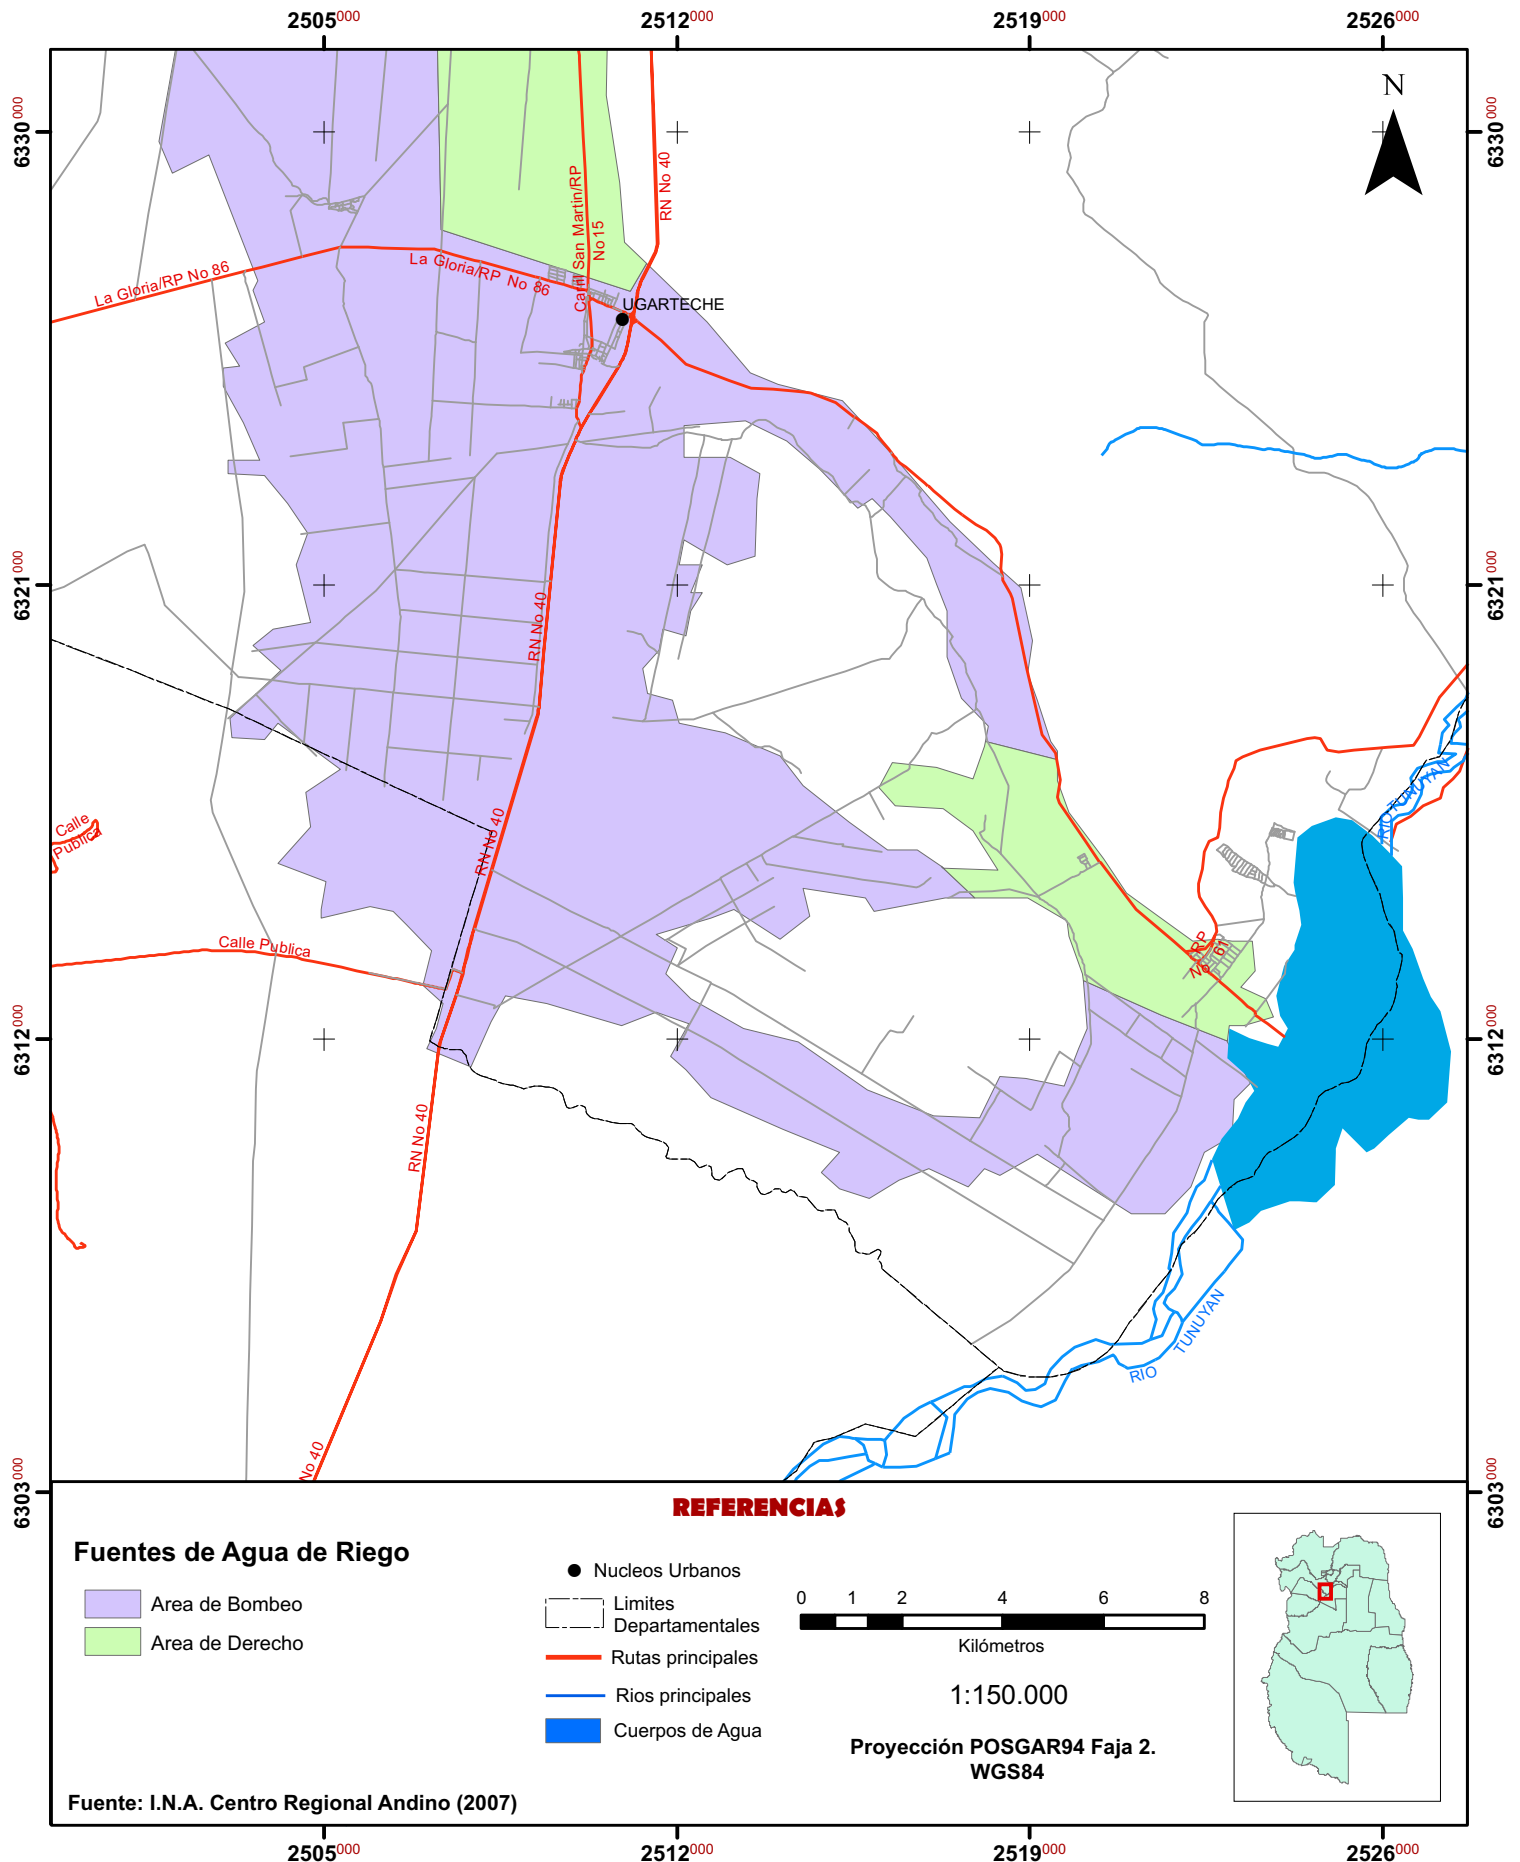 2505000 2512000 2519000 2526000
N
6330000 6330000
Carril San Martin/RP
No 15
RN No 40
La Gloria/RP No 86
La Gloria/RP No 86
UGARTECHE
6321000 6321000
RN No 40
RN No 40
Calle
Publica
RIO TUNUYAN
Calle Publica
RP
No 61
6312000 6312000
RN No 40
TUNUYAN
RIO
No 40
6303000 6303000
REFERENCIAS
Fuentes de Agua de Riego
Area de Bombeo
Area de Derecho
Nucleos Urbanos
Limites
Departamentales
Rutas principales
Rios principales
Cuerpos de Agua
0 1 2 4 6 8
Kilómetros
1:150.000
Proyección POSGAR94 Faja 2.
WGS84
Fuente: I.N.A. Centro Regional Andino (2007)
2505000 2512000 2519000 2526000